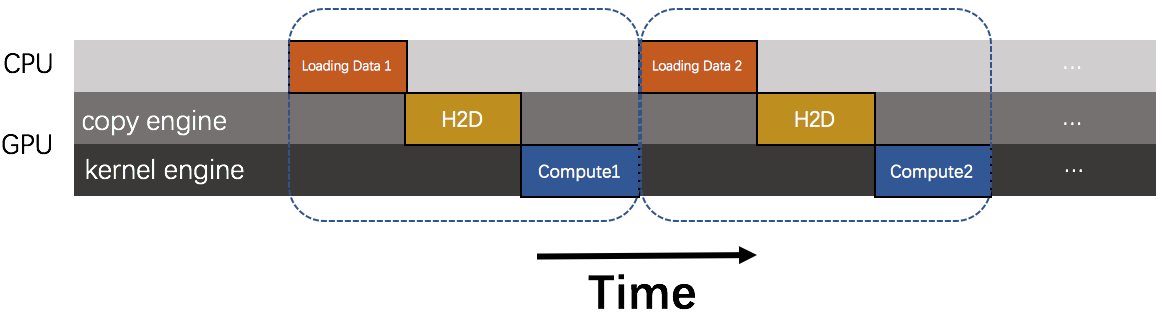 CPU
Loading Data 1
Loading Data 2
...
GPU
copy engine
H2D
H2D
...
kernel engine
Compute1
Compute2
...
Time